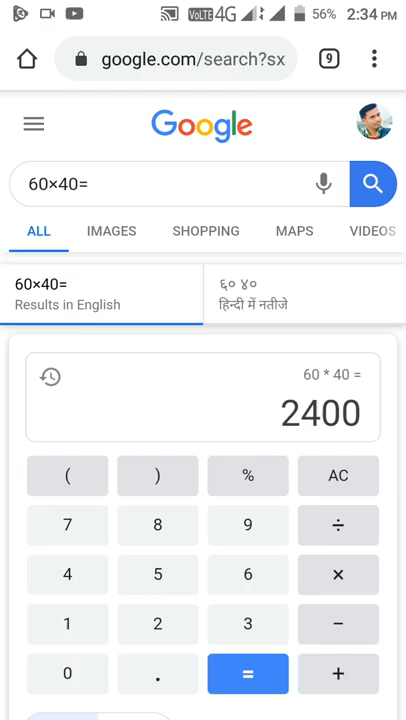 VoLTE 4G 56% 2:34 PM
google.com/search?sx 9
Google
60×40=
ALL IMAGES SHOPPING MAPS VIDEOS
60×40= ६० ४०
Results in English हिन्दी में नतीजे
60 * 40 =
2400
( ) % AC
7 8 9 ÷
4 5 6 ×
1 2 3 −
0 . = +